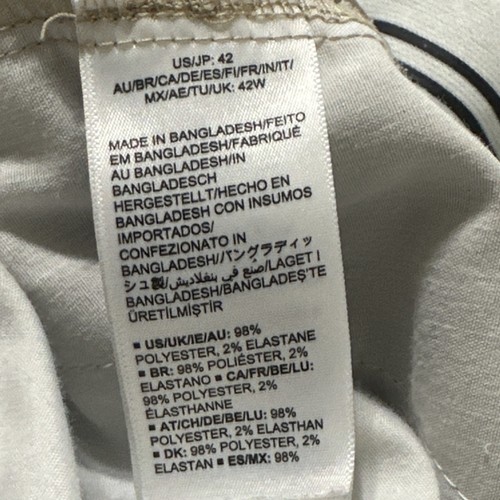 US/JP: 42
AU/BR/CA/DE/ES/FI/FR/IN/IT/
MX/AE/TU/UK: 42W
MADE IN BANGLADESH/FEITO
EM BANGLADESH/FABRIQUÉ
AU BANGLADESH/IN
BANGLADESCH
HERGESTELLT/HECHO EN
BANGLADESH CON INSUMOS
IMPORTADOS/
CONFEZIONATO IN
BANGLADESH/バングラディッ
シュ製/صنع في بنغلاديش/LAGET I
BANGLADESH/BANGLADEŞ'TE
ÜRETİLMİŞTİR
▪ US/UK/IE/AU: 98%
POLYESTER, 2% ELASTANE
▪ BR: 98% POLIÉSTER, 2%
ELASTANO ▪ CA/FR/BE/LU:
98% POLYESTER, 2%
ÉLASTHANNE
▪ AT/CH/DE/BE/LU: 98%
POLYESTER, 2% ELASTHAN
▪ DK: 98% POLYESTER, 2%
ELASTAN ▪ ES/MX: 98%